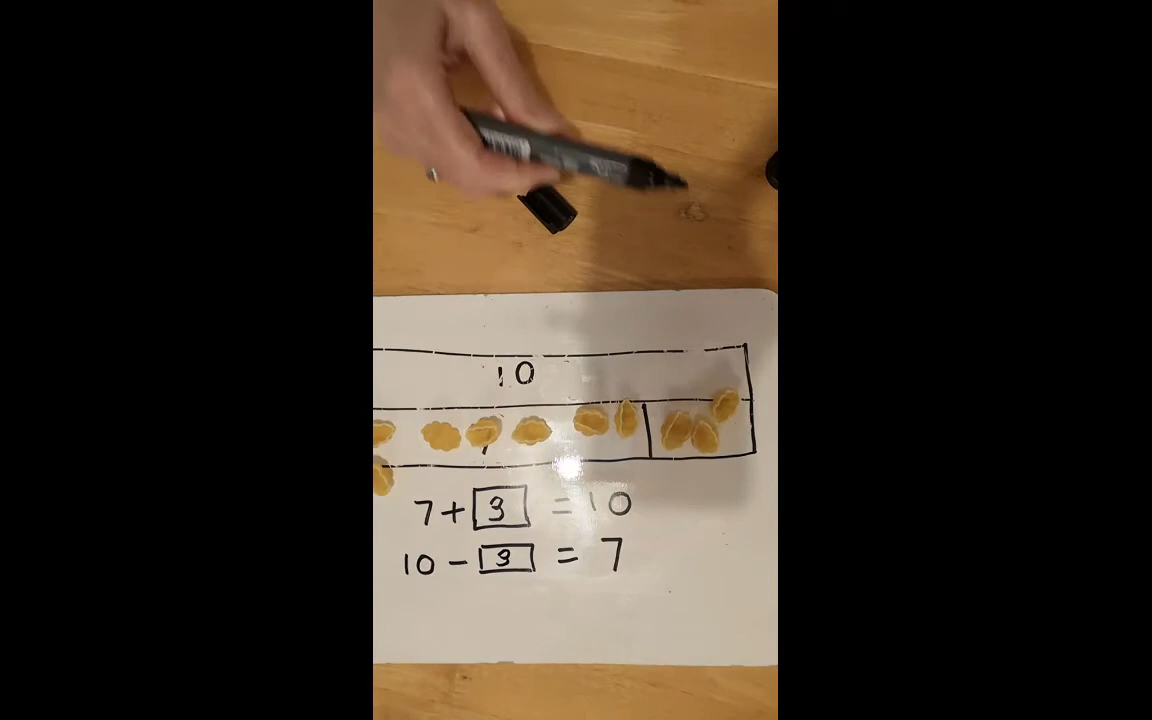 10
7 + 3 = 10
10 - 3 = 7